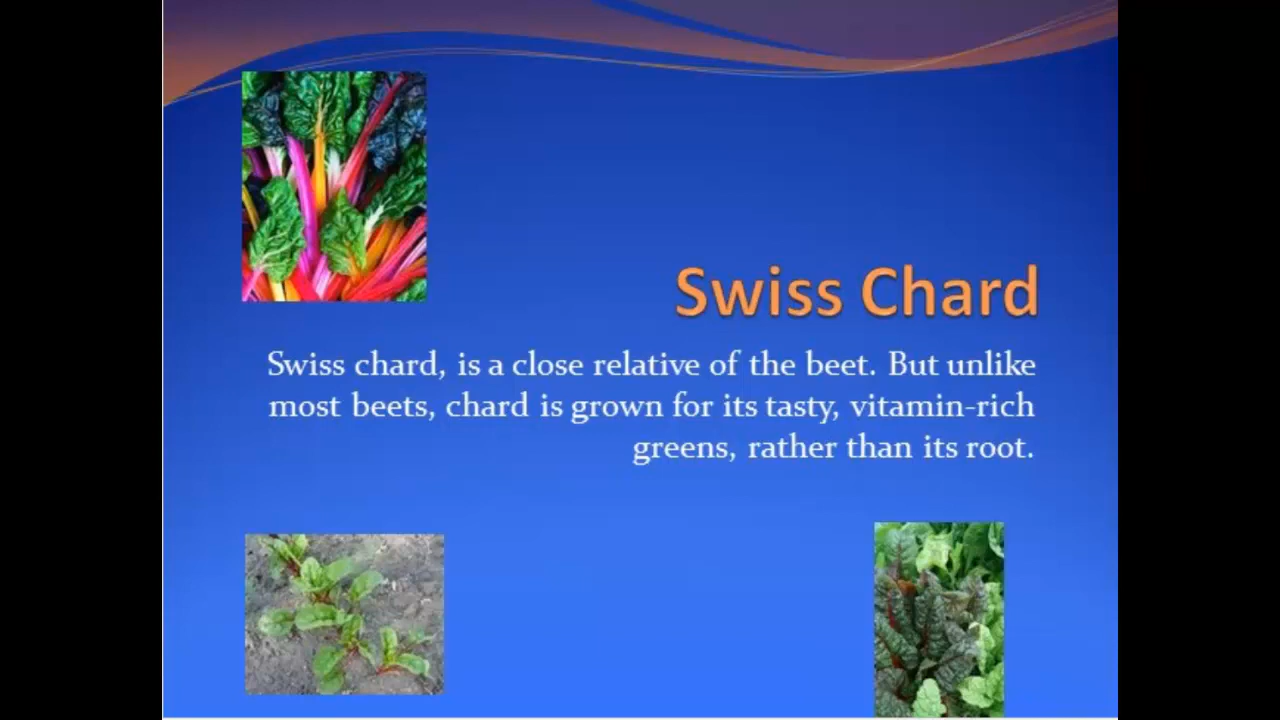 Swiss Chard
Swiss chard, is a close relative of the beet. But unlike
most beets, chard is grown for its tasty, vitamin-rich
greens, rather than its root.